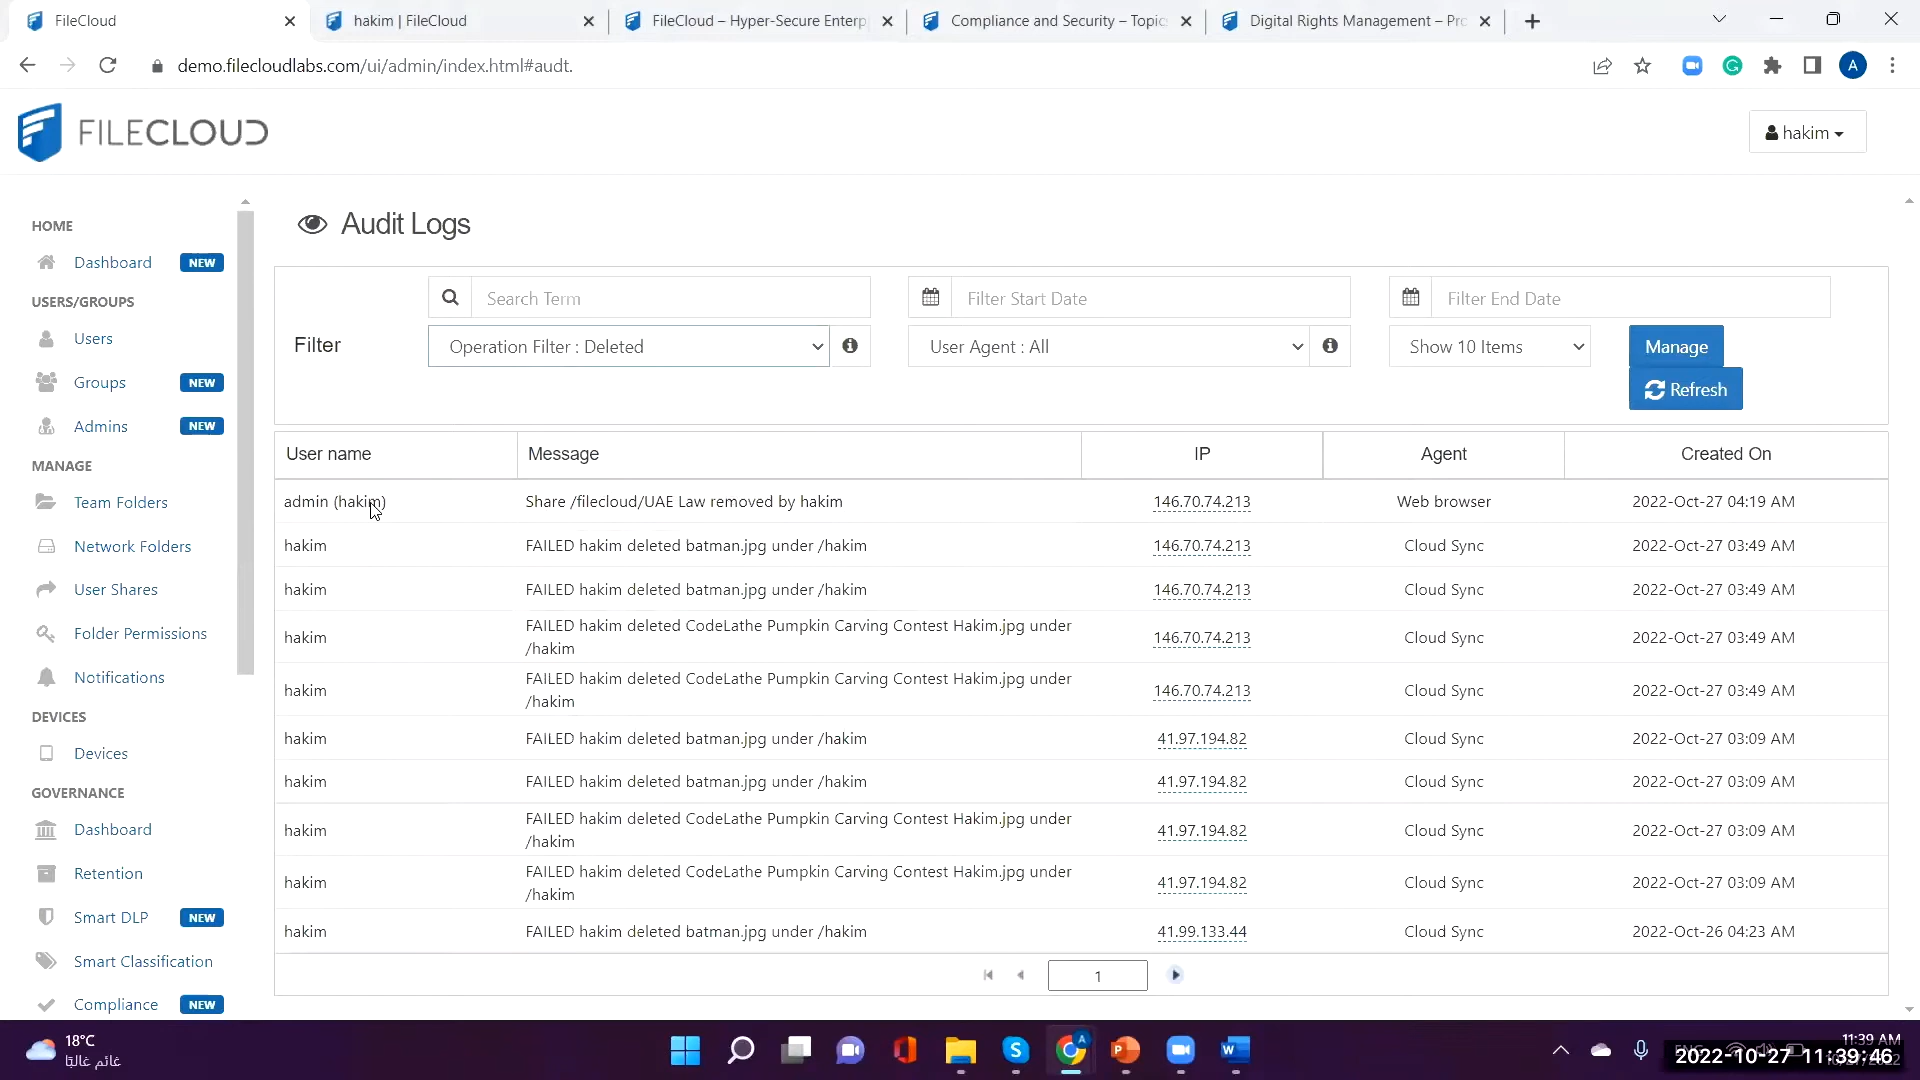 FileCloud
hakim | FileCloud
FileCloud – Hyper-Secure Enterp
Compliance and Security – Topic
Digital Rights Management – Pro
demo.filecloudlabs.com/ui/admin/index.html#audt.
A
FILECLOUD
hakim
HOME
Dashboard NEW
USERS/GROUPS
Users
Groups NEW
Admins NEW
MANAGE
Team Folders
Network Folders
User Shares
Folder Permissions
Notifications
DEVICES
Devices
GOVERNANCE
Dashboard
Retention
Smart DLP NEW
Smart Classification
Compliance NEW
Audit Logs
Search Term
Filter Start Date
Filter End Date
Filter
Operation Filter : Deleted
User Agent : All
Show 10 Items
Manage
Refresh
User name Message IP Agent Created On
admin (hakim) Share /filecloud/UAE Law removed by hakim 146.70.74.213 Web browser 2022-Oct-27 04:19 AM
hakim FAILED hakim deleted batman.jpg under /hakim 146.70.74.213 Cloud Sync 2022-Oct-27 03:49 AM
hakim FAILED hakim deleted batman.jpg under /hakim 146.70.74.213 Cloud Sync 2022-Oct-27 03:49 AM
hakim FAILED hakim deleted CodeLathe Pumpkin Carving Contest Hakim.jpg under
/hakim 146.70.74.213 Cloud Sync 2022-Oct-27 03:49 AM
hakim FAILED hakim deleted CodeLathe Pumpkin Carving Contest Hakim.jpg under
/hakim 146.70.74.213 Cloud Sync 2022-Oct-27 03:49 AM
hakim FAILED hakim deleted batman.jpg under /hakim 41.97.194.82 Cloud Sync 2022-Oct-27 03:09 AM
hakim FAILED hakim deleted batman.jpg under /hakim 41.97.194.82 Cloud Sync 2022-Oct-27 03:09 AM
hakim FAILED hakim deleted CodeLathe Pumpkin Carving Contest Hakim.jpg under
/hakim 41.97.194.82 Cloud Sync 2022-Oct-27 03:09 AM
hakim FAILED hakim deleted CodeLathe Pumpkin Carving Contest Hakim.jpg under
/hakim 41.97.194.82 Cloud Sync 2022-Oct-27 03:09 AM
hakim FAILED hakim deleted batman.jpg under /hakim 41.99.133.44 Cloud Sync 2022-Oct-26 04:23 AM
1
18°C
غائم غالبًا
11:39 AM
2022-10-27 11:39:46